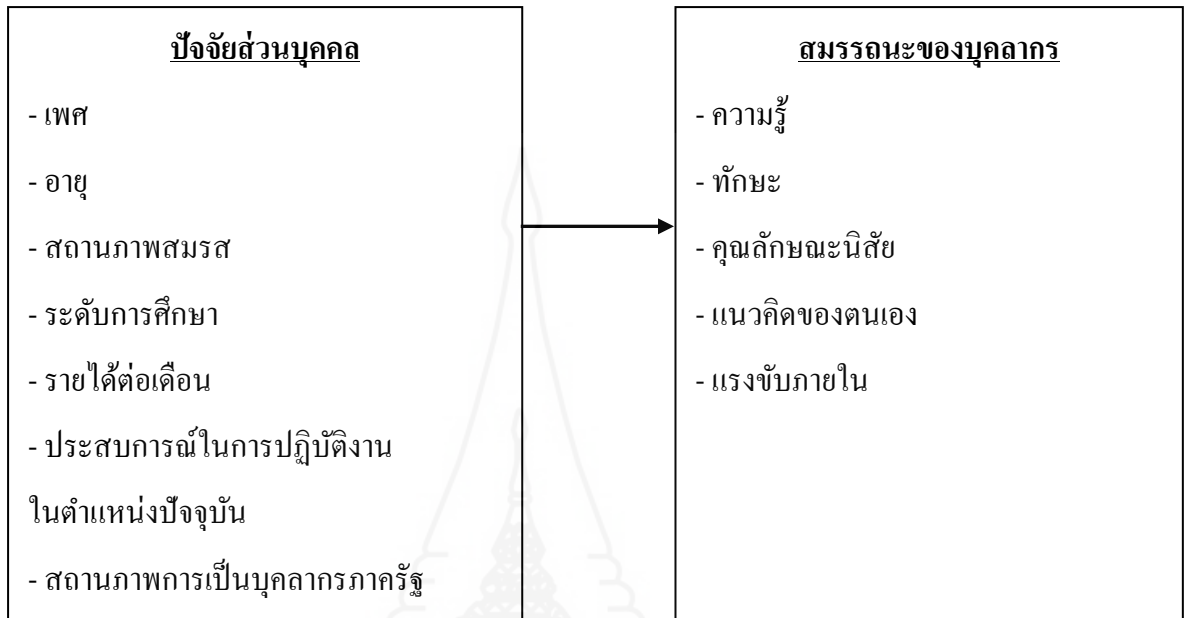 ปัจจัยส่วนบุคคล
- เพศ
- อายุ
- สถานภาพสมรส
- ระดับการศึกษา
- รายได้ต่อเดือน
- ประสบการณ์ในการปฏิบัติงาน
ในตำแหน่งปัจจุบัน
- สถานภาพการเป็นบุคลากรภาครัฐ
สมรรถนะของบุคลากร
- ความรู้
- ทักษะ
- คุณลักษณะนิสัย
- แนวคิดของตนเอง
- แรงขับภายใน